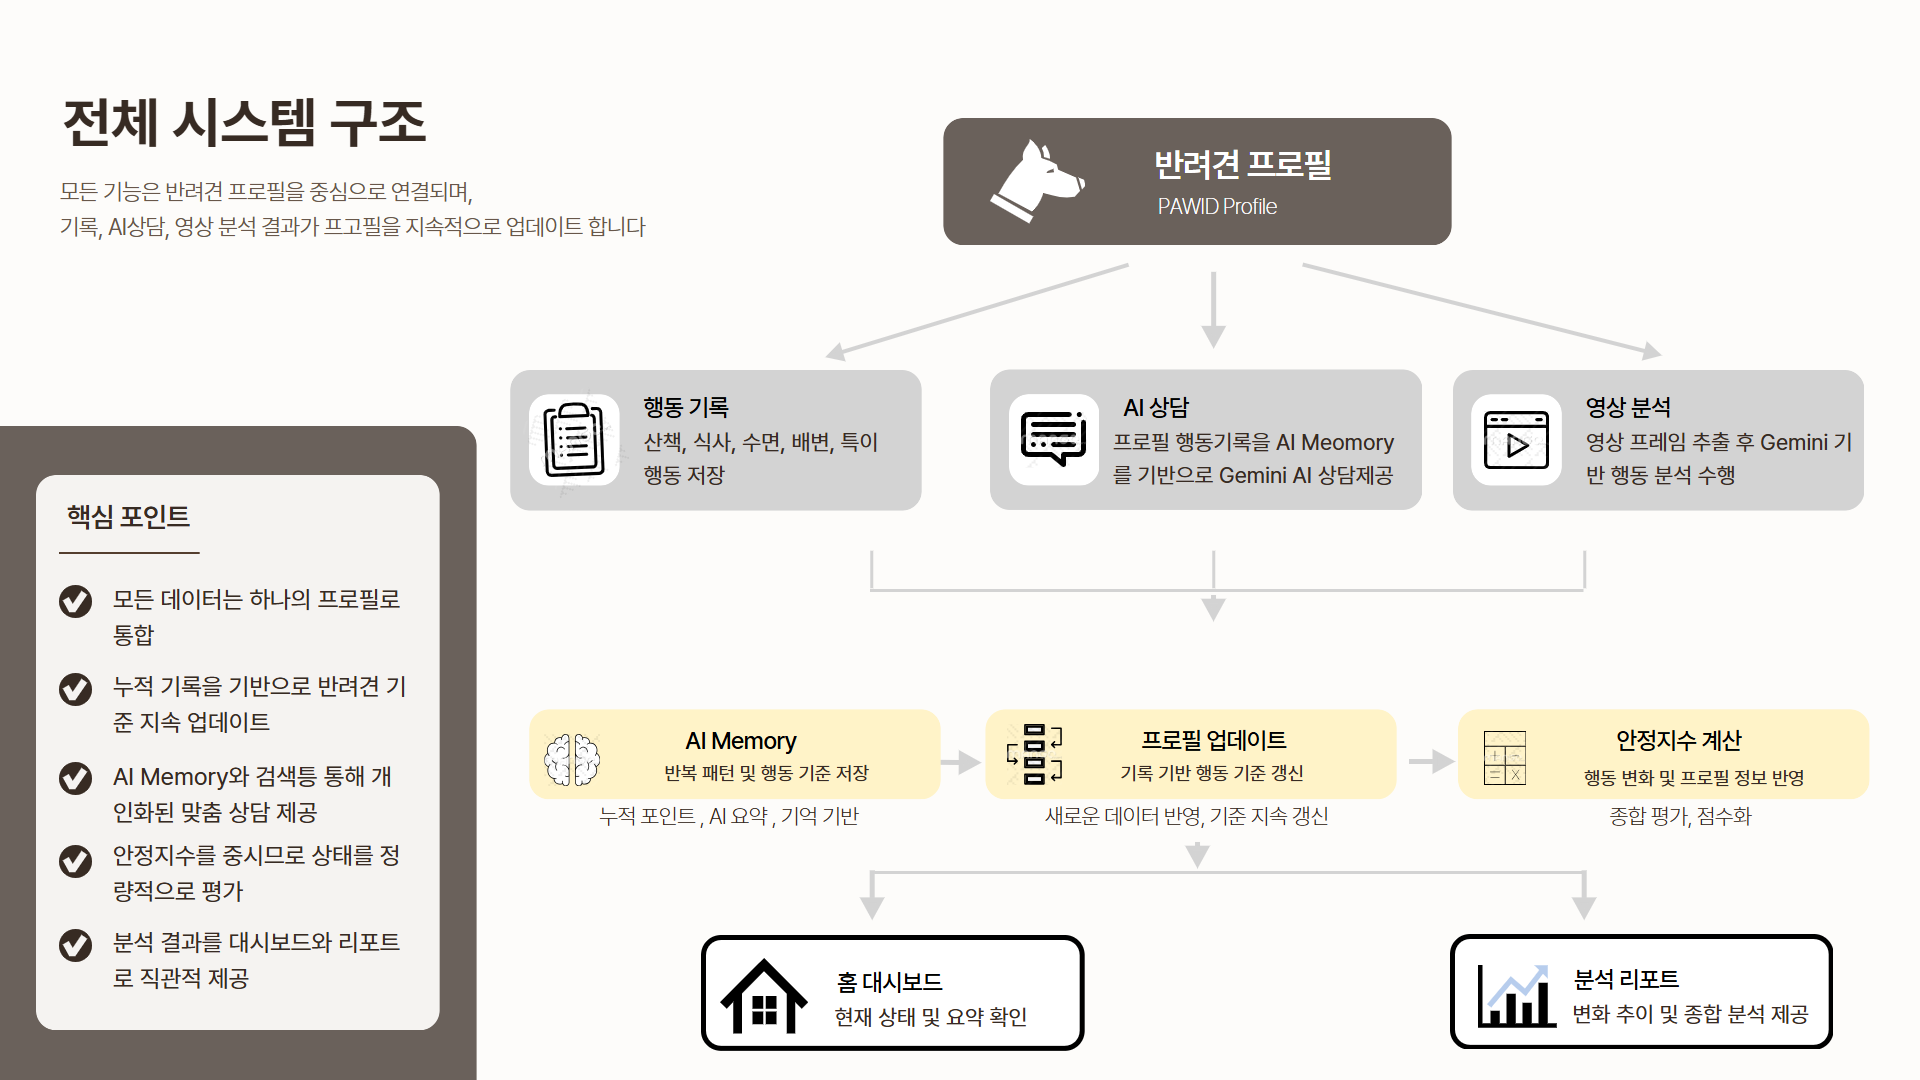 전체 시스템 구조
모든 기능은 반려견 프로필을 중심으로 연결되며,
기록, AI상담, 영상 분석 결과가 프고필을 지속적으로 업데이트 합니다
반려견 프로필
PAWID Profile
행동 기록
산책, 식사, 수면, 배변, 특이
행동 저장
AI 상담
프로필 행동기록을 AI Meomory
를 기반으로 Gemini AI 상담제공
영상 분석
영상 프레임 추출 후 Gemini 기
반 행동 분석 수행
핵심 포인트
모든 데이터는 하나의 프로필로
통합
누적 기록을 기반으로 반려견 기
준 지속 업데이트
AI Memory와 검색틍 통해 개
인화된 맞춤 상담 제공
안정지수를 중시므로 상태를 정
량적으로 평가
분석 결과를 대시보드와 리포트
로 직관적 제공
AI Memory
반복 패턴 및 행동 기준 저장
누적 포인트 , AI 요약 , 기억 기반
프로필 업데이트
기록 기반 행동 기준 갱신
새로운 데이터 반영, 기준 지속 갱신
안정지수 계산
행동 변화 및 프로필 정보 반영
종합 평가, 점수화
홈 대시보드
현재 상태 및 요약 확인
분석 리포트
변화 추이 및 종합 분석 제공